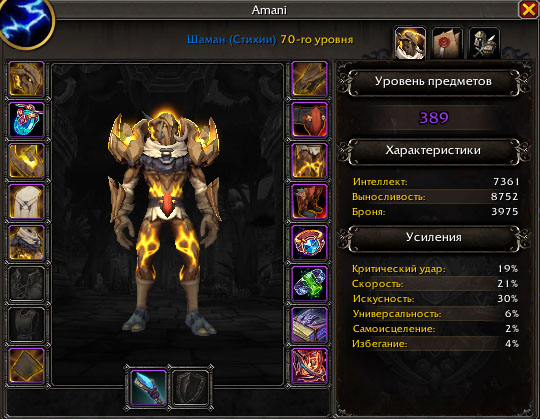 Amani
Шаман (Стихии) 70-го уровня
Уровень предметов
389
Характеристики
Интеллект: 7361
Выносливость: 8752
Броня: 3975
Усиления
Критический удар: 19%
Скорость: 21%
Искусность: 30%
Универсальность: 6%
Самоисцеление: 2%
Избегание: 4%